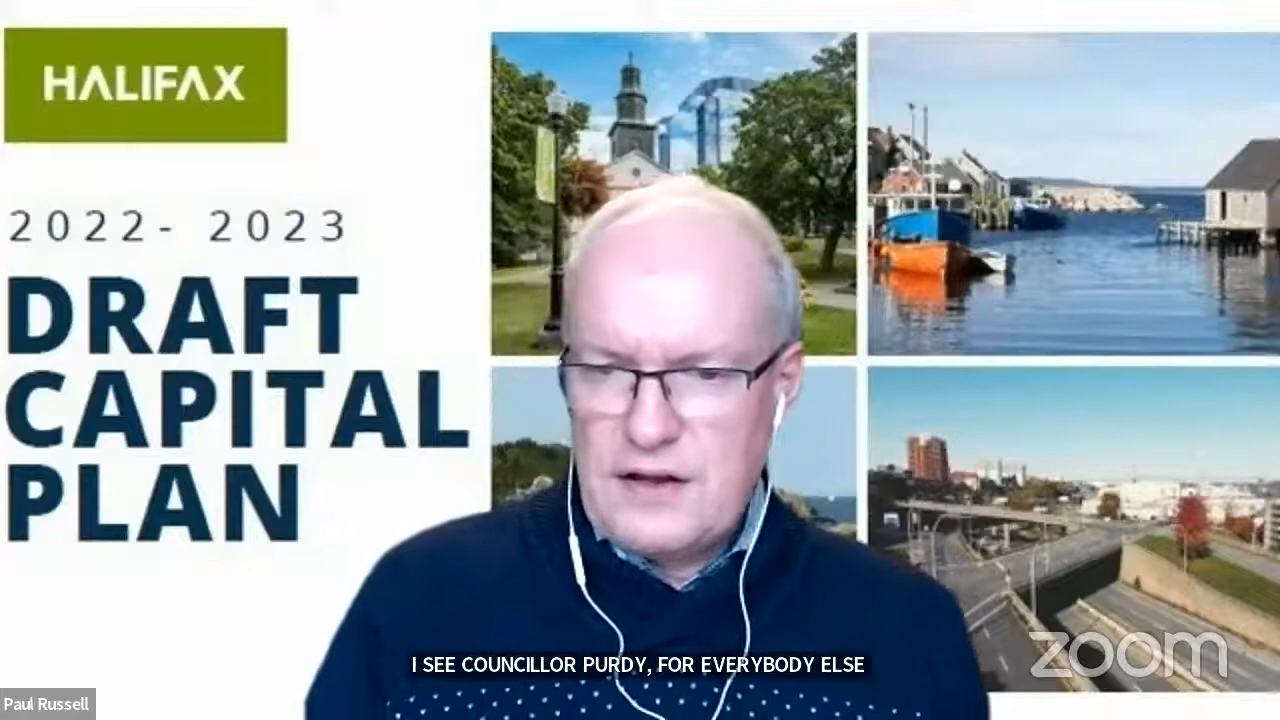 HALIFAX
2022- 2023
DRAFT
CAPITAL
PLAN
I SEE COUNCILLOR PURDY, FOR EVERYBODY ELSE
zoom
Paul Russell